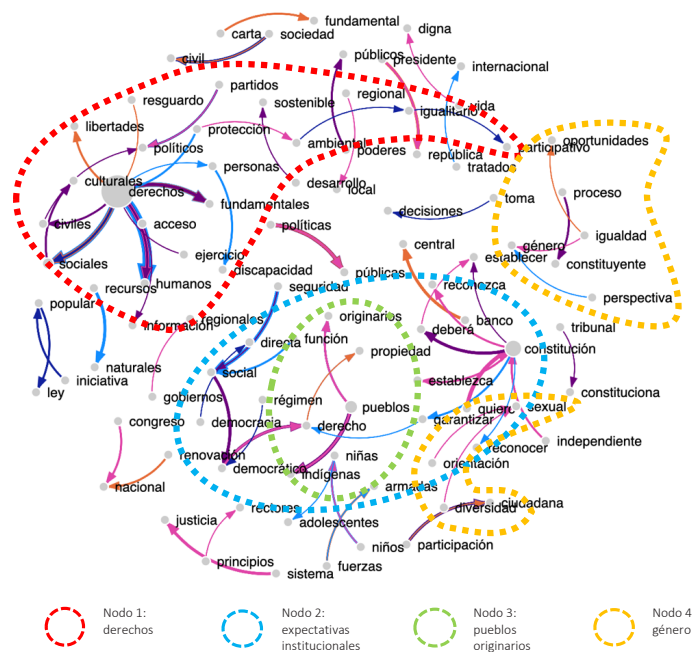 fundamental
carta
sociedad
digna
civil
públicos
presidente
internacional
partidos
resguardo
sostenible
regional
igualitario
vida
libertades
protección
oportunidades
políticos
ambiental
poderes
república
participativo
personas
tratados
culturales
derechos
desarrollo
local
proceso
toma
fundamentales
decisiones
igualdad
civiles
acceso
políticas
central
género
ejercicio
establecer
constituyente
sociales
discapacidad
públicas
recursos
humanos
seguridad
reconozca
perspectiva
popular
información
regionales
originarios
banco
tribunal
función
deberá
directa
propiedad
constitución
naturales
social
iniciativa
establezca
ley
gobiernos
régimen
pueblos
quiero
sexual
constituciona
congreso
democracia
derecho
garantizar
independiente
renovación
niñas
reconocer
democrático
indígenas
orientación
nacional
armadas
ciudadana
rectores
diversidad
justicia
adolescentes
niños
participación
principios
fuerzas
sistema
Nodo 1:
derechos
Nodo 2:
expectativas
institucionales
Nodo 3:
pueblos
originarios
Nodo 4
género